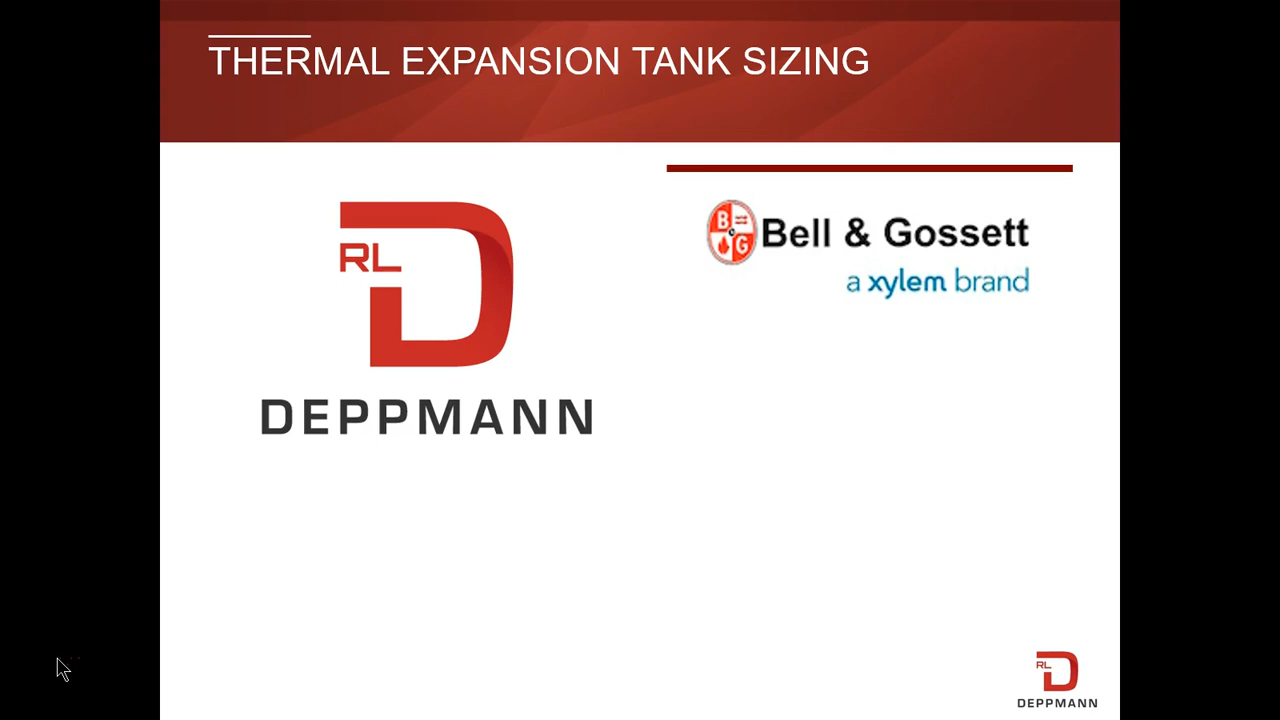 THERMAL EXPANSION TANK SIZING
RL
DEPPMANN
B G
Bell & Gossett
a xylem brand
RL
DEPPMANN